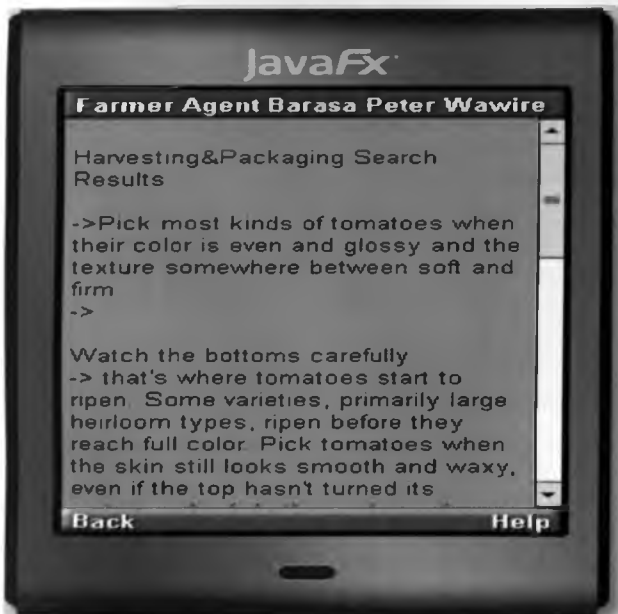 JavaFx
Farmer Agent Barasa Peter Wawire
Harvesting&Packaging Search
Results
->Pick most kinds of tomatoes when
their color is even and glossy and the
texture somewhere between soft and
firm
->
Watch the bottoms carefully
-> that's where tomatoes start to
ripen. Some varieties, primarily large
heirloom types, ripen before they
reach full color. Pick tomatoes when
the skin still looks smooth and waxy,
even if the top hasn't turned its
Back Help